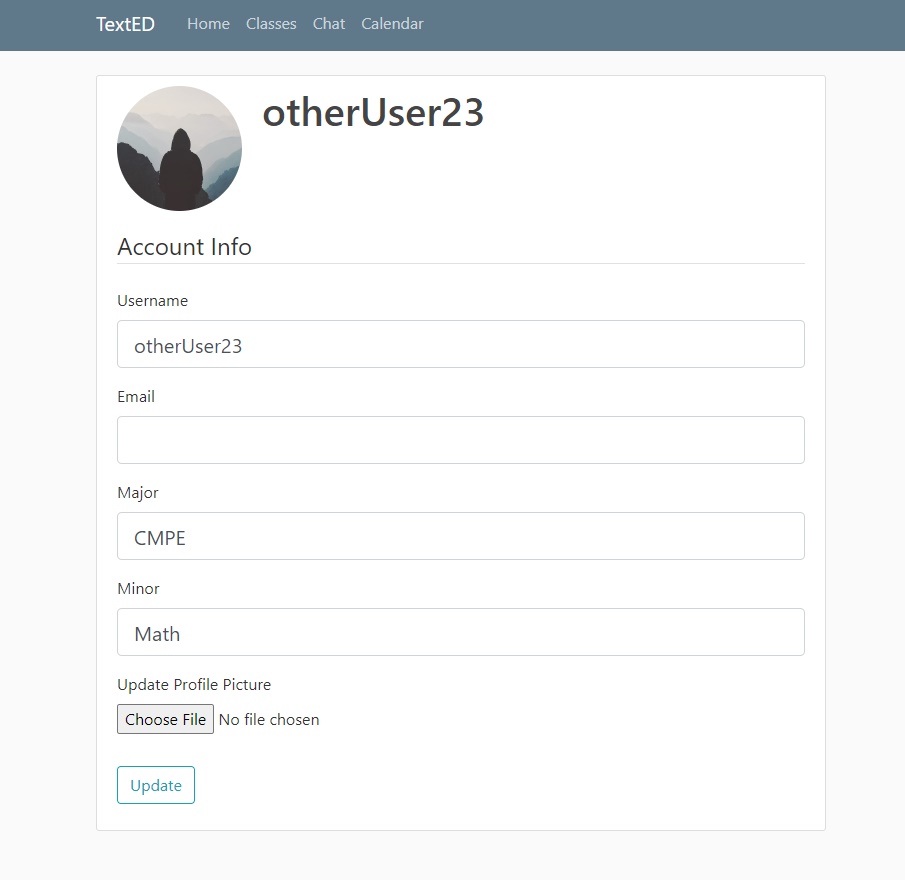 TextED Home Classes Chat Calendar
otherUser23
Account Info
Username
otherUser23
Email
Major
CMPE
Minor
Math
Update Profile Picture
Choose File No file chosen
Update